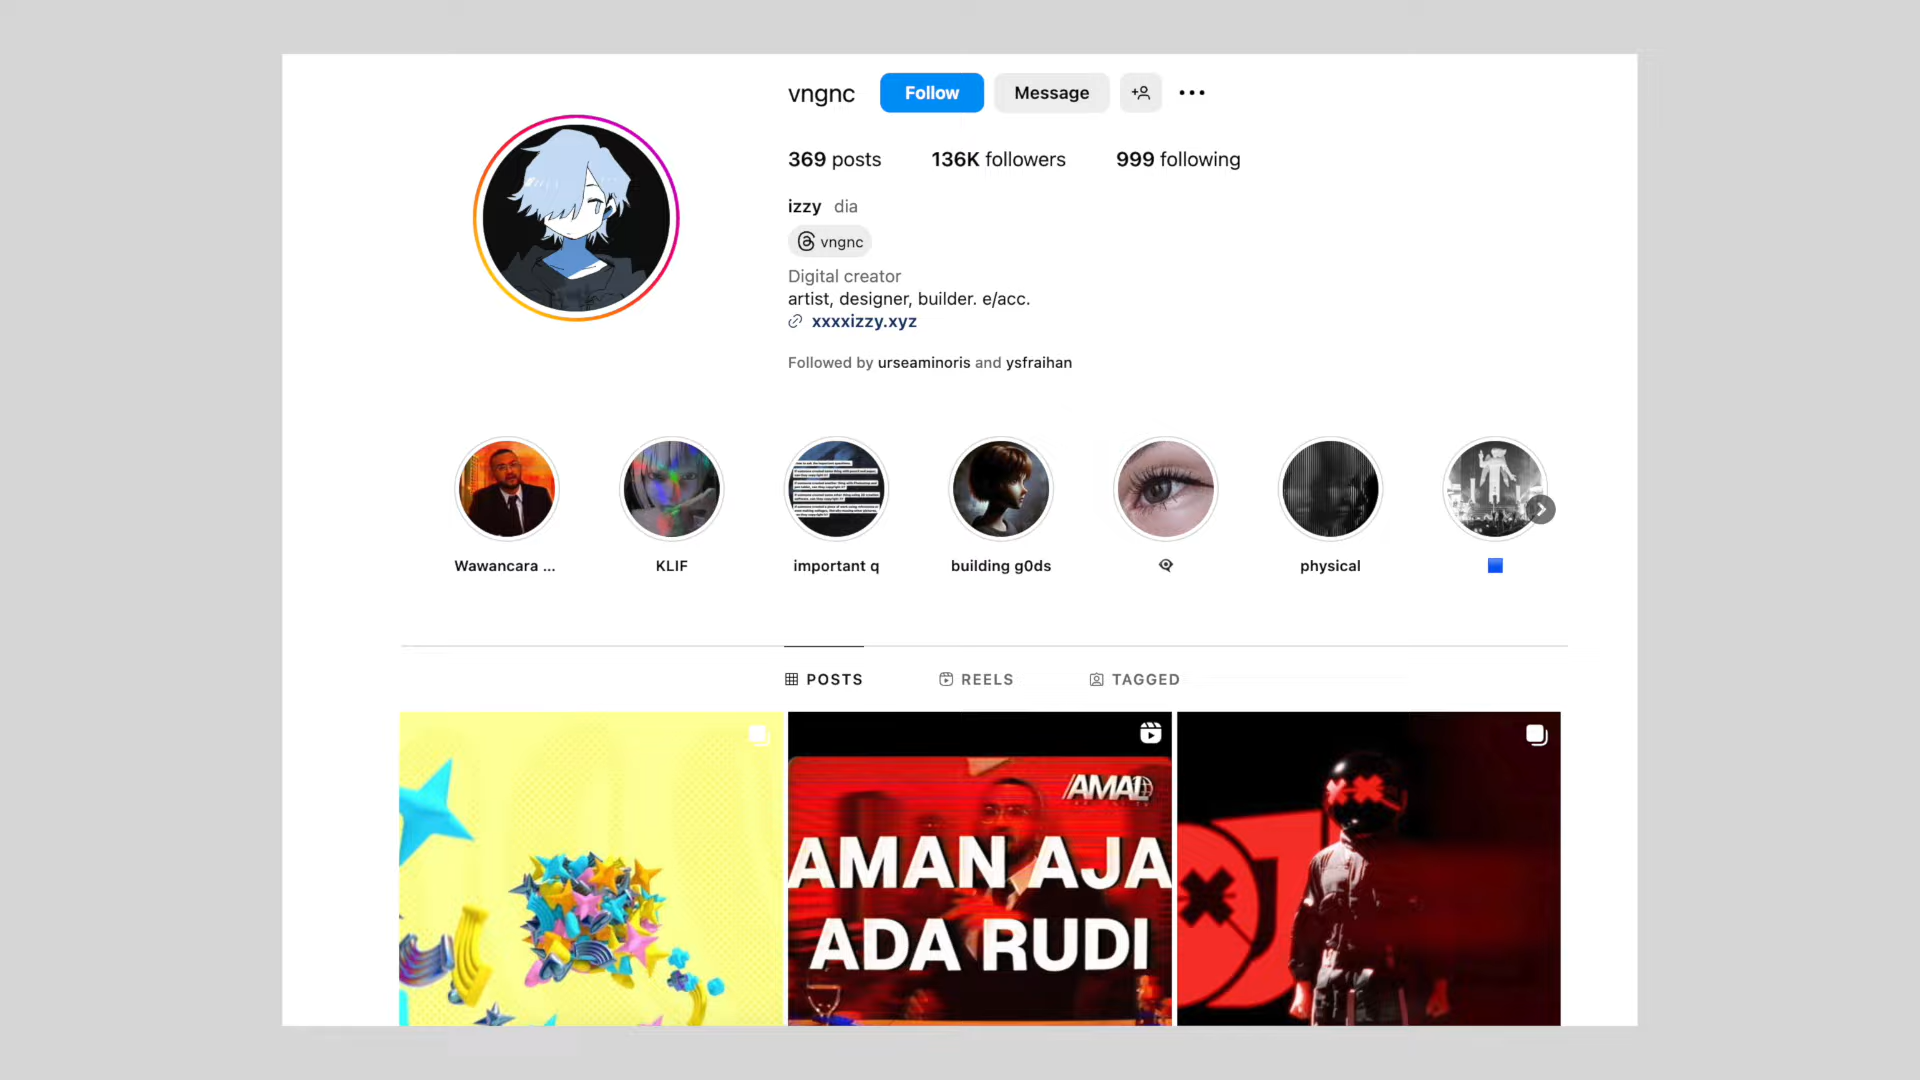 vngnc Follow Message
369 posts 136K followers 999 following
izzy dia
vngnc
Digital creator
artist, designer, builder. e/acc.
xxxxizzy.xyz
Followed by urseaminoris and ysfraihan
Wawancara ... KLIF important q building g0ds physical
POSTS REELS TAGGED
AMAN AJA
ADA RUDI